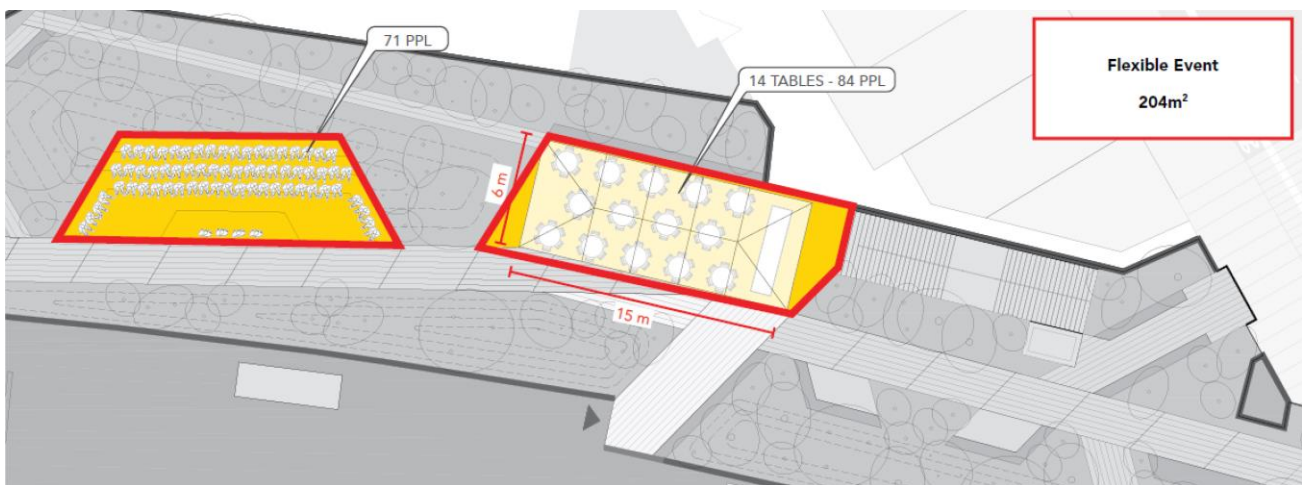 71 PPL
14 TABLES - 84 PPL
Flexible Event
204m²
6 m
15 m